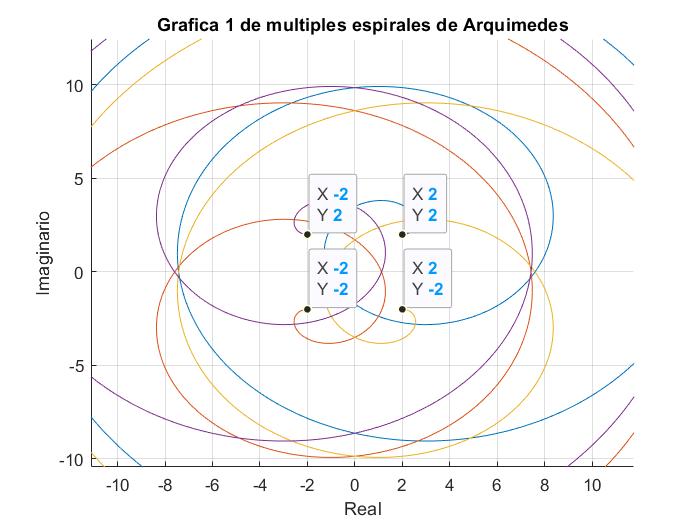 Grafica 1 de multiples espirales de Arquimedes
10
5
0
-5
-10
Imaginario
X -2
Y 2
X 2
Y 2
X -2
Y -2
X 2
Y -2
-10 -8 -6 -4 -2 0 2 4 6 8 10
Real